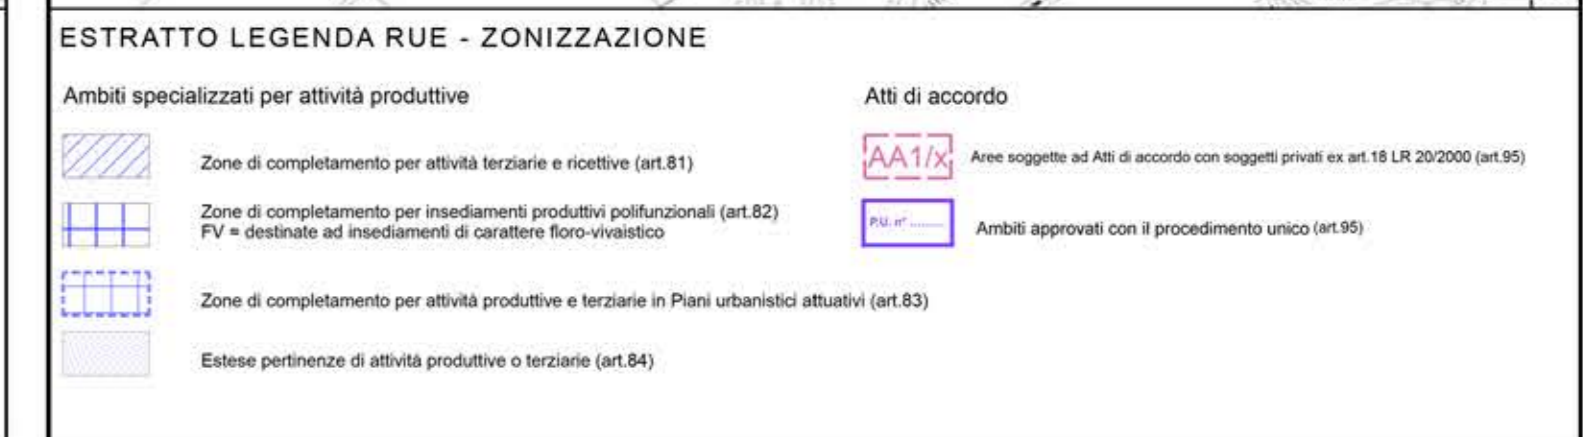 ESTRATTO LEGENDA RUE - ZONIZZAZIONE
Ambiti specializzati per attività produttive
Zone di completamento per attività terziarie e ricettive (art.81)
Zone di completamento per insediamenti produttivi polifunzionali (art.82)
FV = destinate ad insediamenti di carattere floro-vivaistico
Zone di completamento per attività produttive e terziarie in Piani urbanistici attuativi (art.83)
Estese pertinenze di attività produttive o terziarie (art.84)
Atti di accordo
AA1/x
Aree soggette ad Atti di accordo con soggetti privati ex art.18 LR 20/2000 (art.95)
P.U. n° ........
Ambiti approvati con il procedimento unico (art.95)